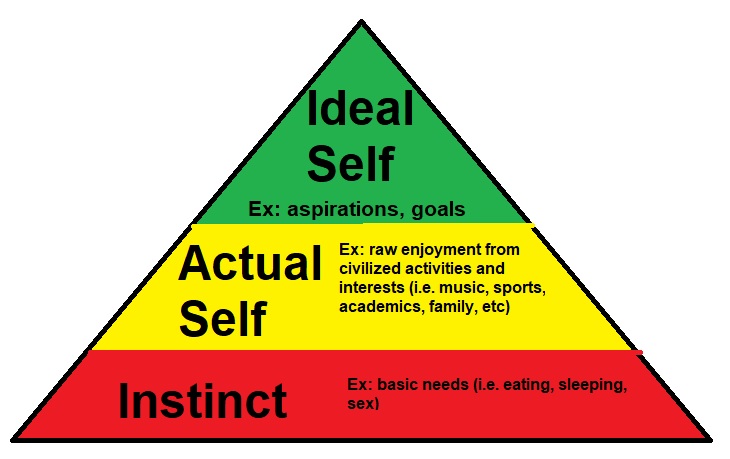 Ideal
Self
Ex: aspirations, goals
Actual
Self
Ex: raw enjoyment from
civilized activities and
interests (i.e. music, sports,
academics, family, etc)
Instinct
Ex: basic needs (i.e. eating, sleeping,
sex)